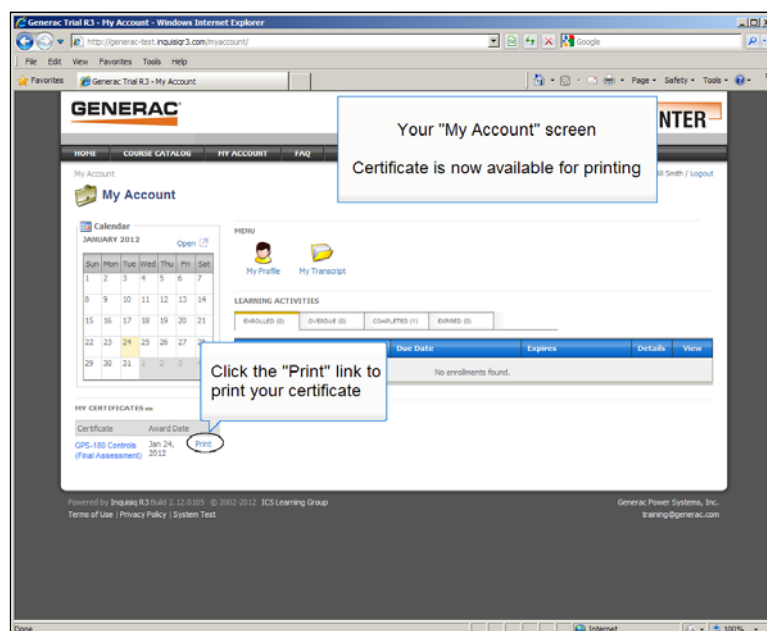 Generac Trial R3 - My Account - Windows Internet Explorer
http://generac-test.inquisiqr3.com/myaccount/
Google
File Edit View Favorites Tools Help
Favorites
Generac Trial R3 - My Account
Page Safety Tools
GENERAC
NTER
Your "My Account" screen
Certificate is now available for printing
HOME COURSE CATALOG MY ACCOUNT FAQ
My Account
Bill Smith / Logout
My Account
Calendar
JANUARY 2012 Open
Sun Mon Tue Wed Thu Fri Sat
1 2 3 4 5 6 7
8 9 10 11 12 13 14
15 16 17 18 19 20 21
22 23 24 25 26 27 28
29 30 31 1 2 3
MENU
My Profile My Transcript
LEARNING ACTIVITIES
ENROLLED (0) OVERDUE (0) COMPLETED (1) EXPIRED (0)
Due Date Expires Details View
No enrollments found.
Click the "Print" link to
print your certificate
MY CERTIFICATES
Certificate Award Date
GPS-180 Controls Jan 24, Print
(Final Assessment) 2012
Powered by Inquisiq R3 Build 2.12.0105 © 2002-2012 ICS Learning Group
Terms of Use | Privacy Policy | System Test
Generac Power Systems, Inc.
training@generac.com
Done
Internet
100%